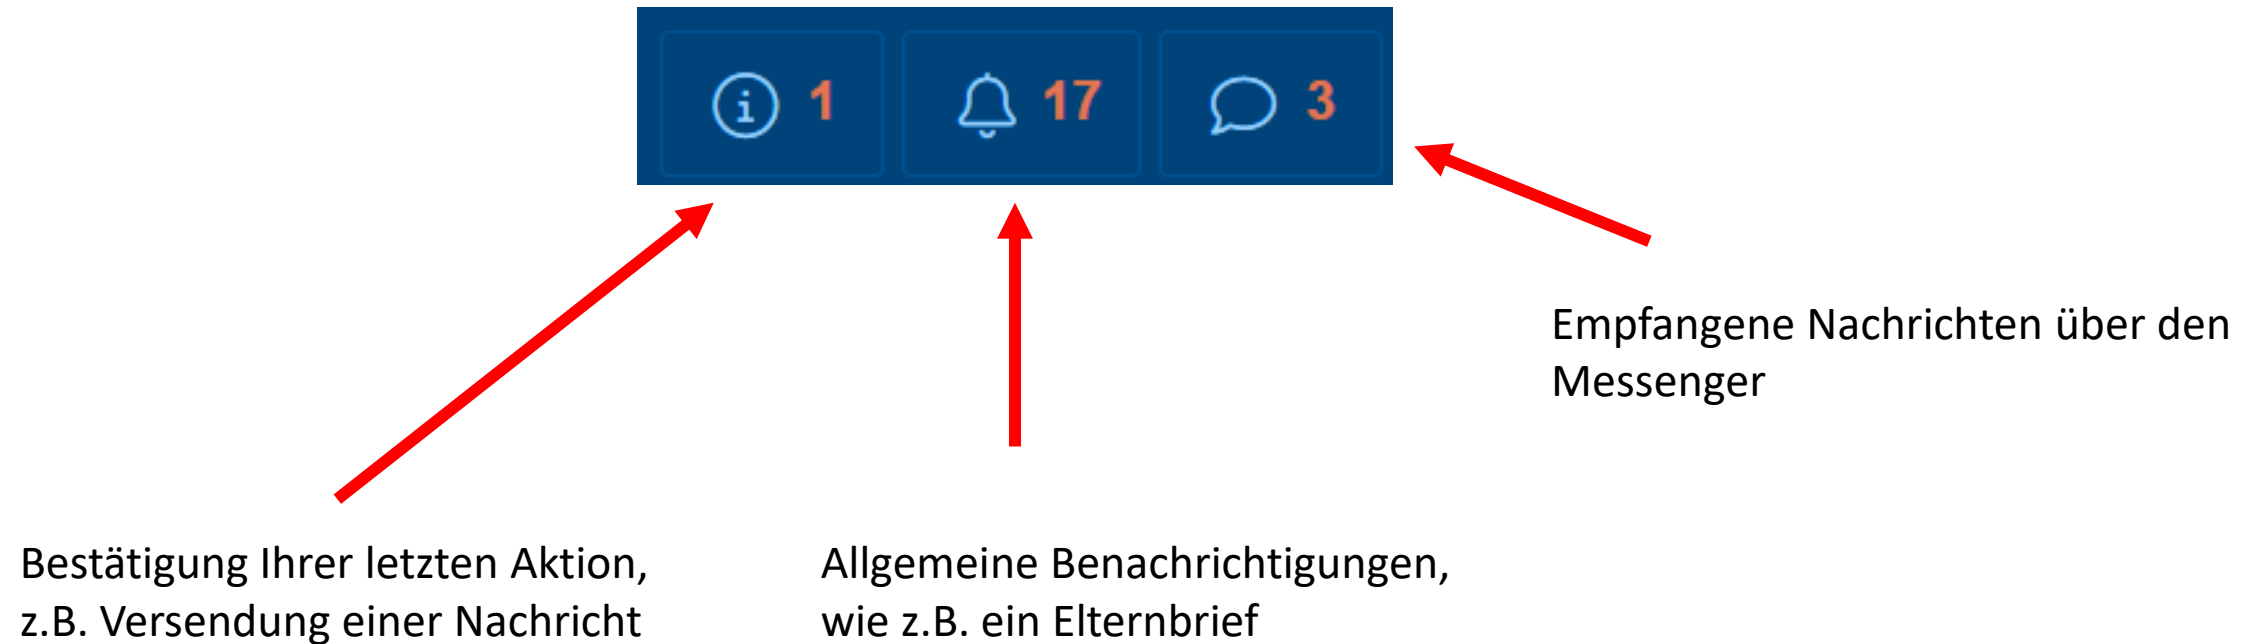 1 17 3
Empfangene Nachrichten über den
Messenger
Bestätigung Ihrer letzten Aktion,
z.B. Versendung einer Nachricht
Allgemeine Benachrichtigungen,
wie z.B. ein Elternbrief